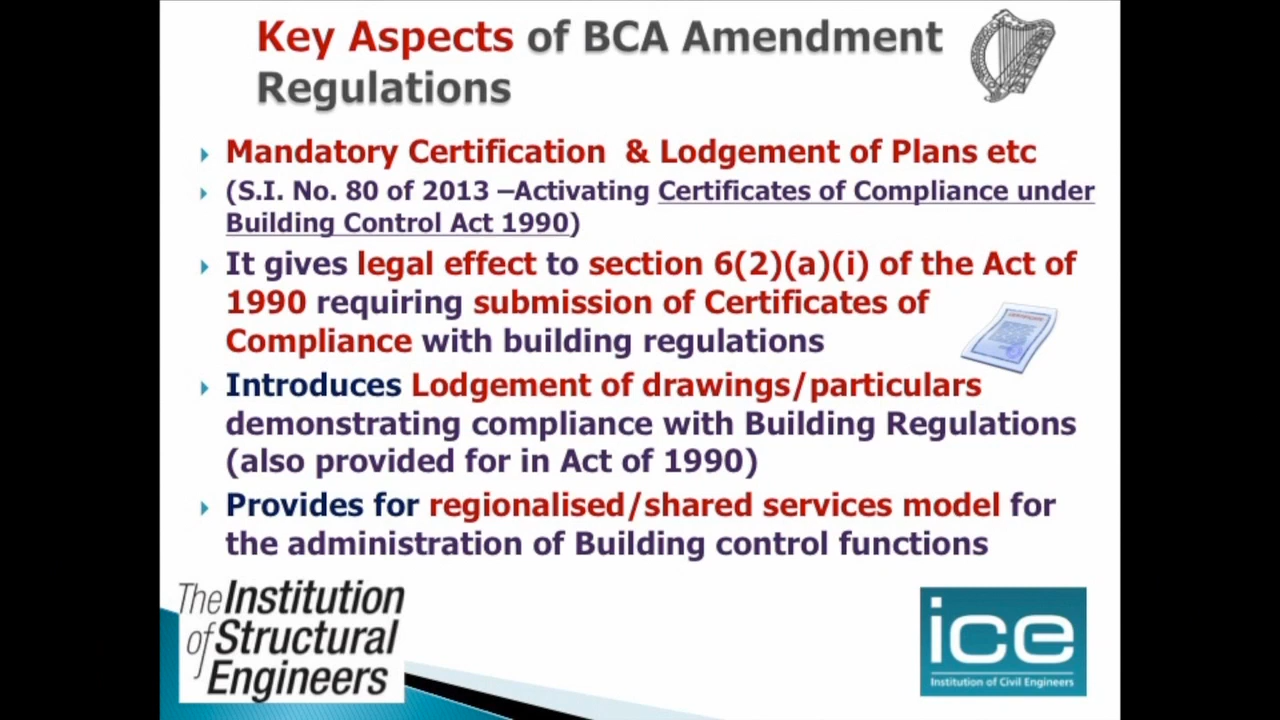 Key Aspects of BCA Amendment
Regulations
Mandatory Certification & Lodgement of Plans etc
(S.I. No. 80 of 2013 –Activating Certificates of Compliance under
Building Control Act 1990)
It gives legal effect to section 6(2)(a)(i) of the Act of
1990 requiring submission of Certificates of
Compliance with building regulations
Introduces Lodgement of drawings/particulars
demonstrating compliance with Building Regulations
(also provided for in Act of 1990)
Provides for regionalised/shared services model for
the administration of Building control functions
The Institution
of Structural
Engineers
ice
Institution of Civil Engineers